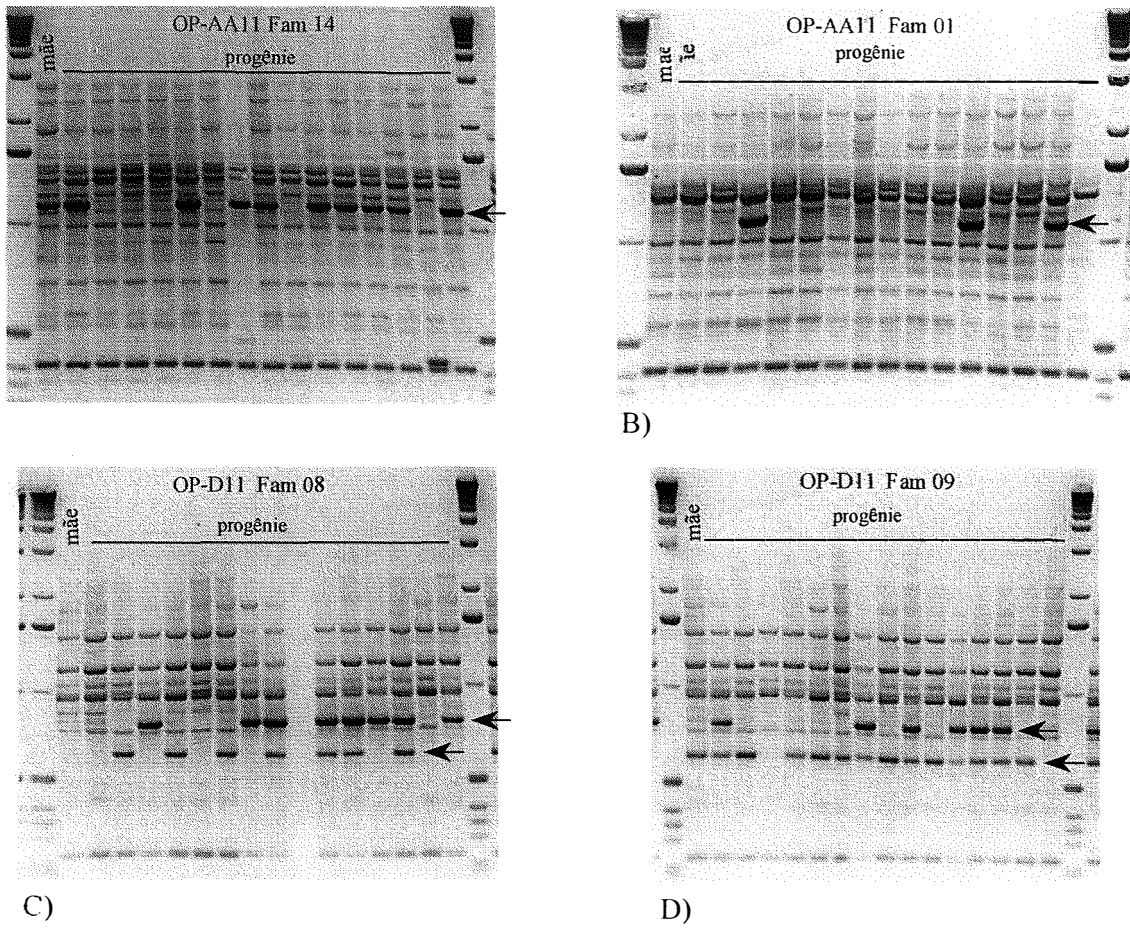 OP-AA11 Fam 14
mãe
progênie
OP-AA11 Fam 01
mae
progênie
B)
OP-D11 Fam 08
mãe
progênie
OP-D11 Fam 09
mãe
progênie
C)
D)